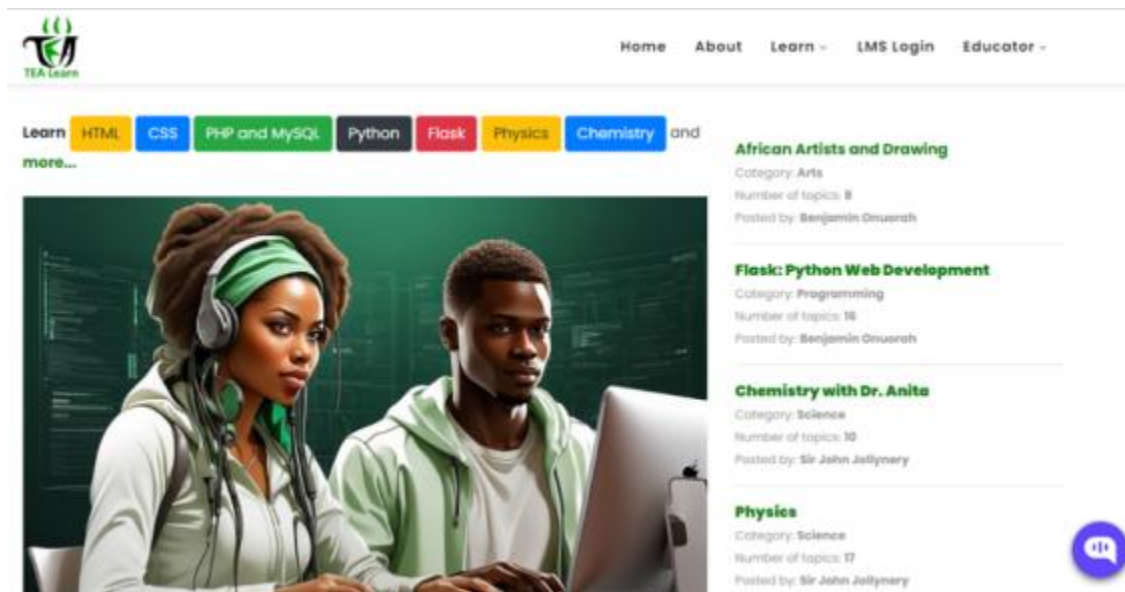 TEA
TEA Learn
Home About Learn LMS Login Educator
Learn HTML CSS PHP and MySQL Python Flask Physics Chemistry and
more...
African Artists and Drawing
Category: Arts
Number of topics: 8
Posted by: Benjamin Onuorah
Flask: Python Web Development
Category: Programming
Number of topics: 16
Posted by: Benjamin Onuorah
Chemistry with Dr. Anita
Category: Science
Number of topics: 10
Posted by: Sir John Jollynery
Physics
Category: Science
Number of topics: 17
Posted by: Sir John Jollynery